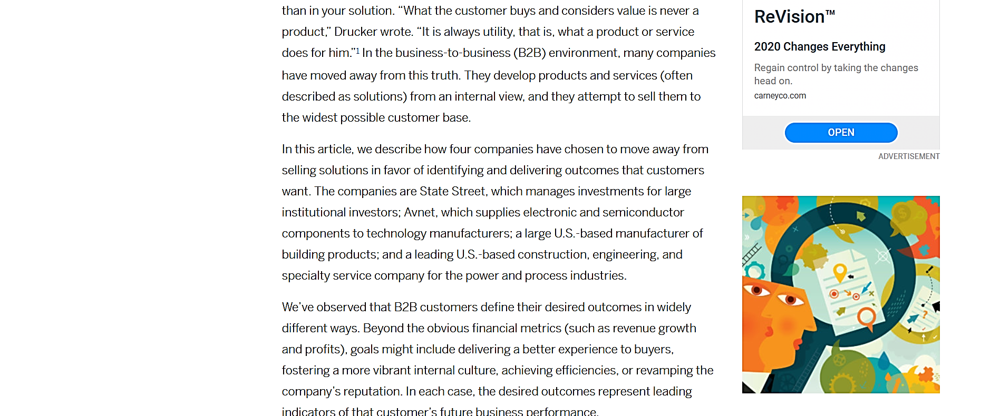 than in your solution. “What the customer buys and considers value is never a
product,” Drucker wrote. “It is always utility, that is, what a product or service
does for him.”¹ In the business-to-business (B2B) environment, many companies
have moved away from this truth. They develop products and services (often
described as solutions) from an internal view, and they attempt to sell them to
the widest possible customer base.
In this article, we describe how four companies have chosen to move away from
selling solutions in favor of identifying and delivering outcomes that customers
want. The companies are State Street, which manages investments for large
institutional investors; Avnet, which supplies electronic and semiconductor
components to technology manufacturers; a large U.S.-based manufacturer of
building products; and a leading U.S.-based construction, engineering, and
specialty service company for the power and process industries.
We’ve observed that B2B customers define their desired outcomes in widely
different ways. Beyond the obvious financial metrics (such as revenue growth
and profits), goals might include delivering a better experience to buyers,
fostering a more vibrant internal culture, achieving efficiencies, or revamping the
company’s reputation. In each case, the desired outcomes represent leading
indicators of that customer’s future business performance.
ReVision™
2020 Changes Everything
Regain control by taking the changes
head on.
carneyco.com
OPEN
ADVERTISEMENT